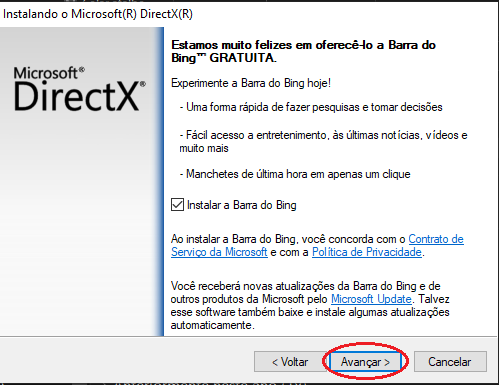 Instalando o Microsoft(R) DirectX(R)
Microsoft®
DirectX®
Estamos muito felizes em oferecê-lo a Barra do
Bing™ GRATUITA.
Experimente a Barra do Bing hoje!
- Uma forma rápida de fazer pesquisas e tomar decisões
- Fácil acesso a entretenimento, às últimas notícias, vídeos e
muito mais
- Manchetes de última hora em apenas um clique
Instalar a Barra do Bing
Ao instalar a Barra do Bing, você concorda com o Contrato de
Serviço da Microsoft e com a Política de Privacidade.
Você receberá novas atualizações da Barra do Bing e de
outros produtos da Microsoft pelo Microsoft Update. Talvez
esse software também baixe e instale algumas atualizações
automaticamente.
< Voltar
Avançar >
Cancelar